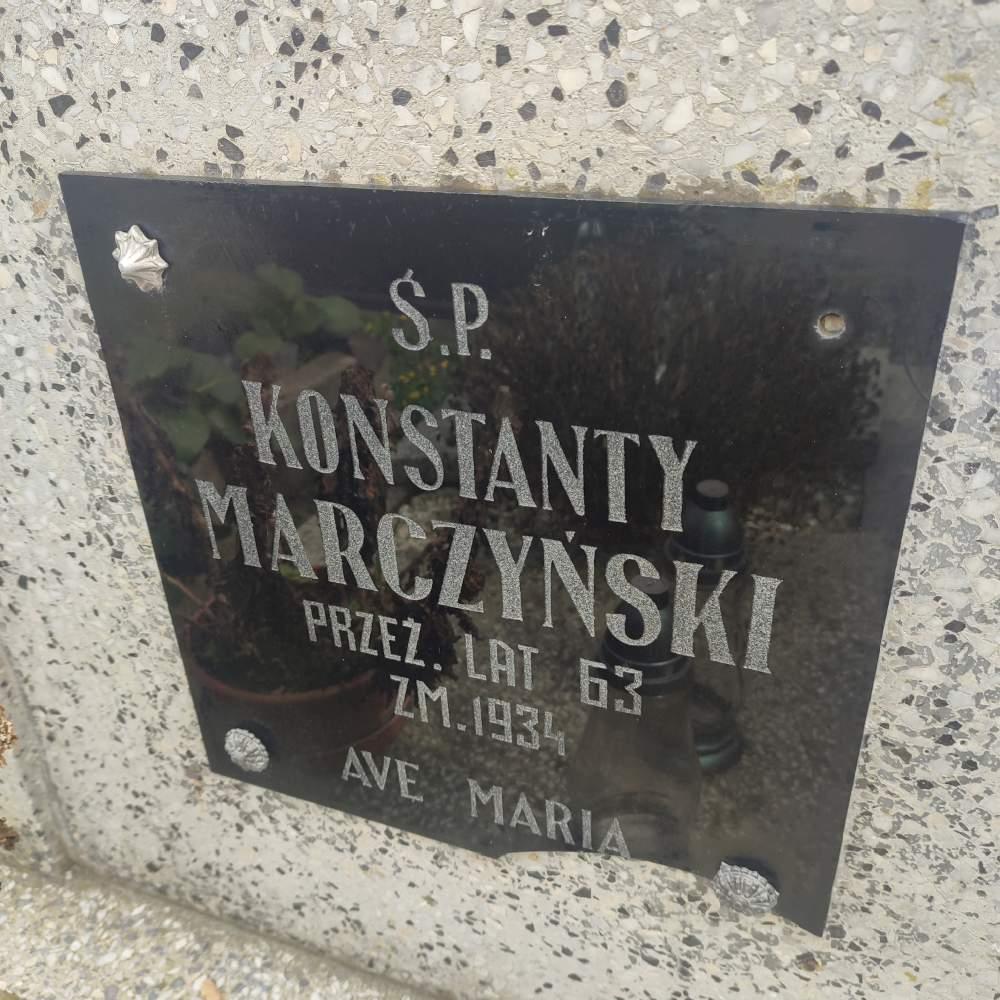 Ś.P.
KONSTANTY
MARCZYŃSKI
PRZEŻ. LAT 63
ZM. 1934
AVE MARIA